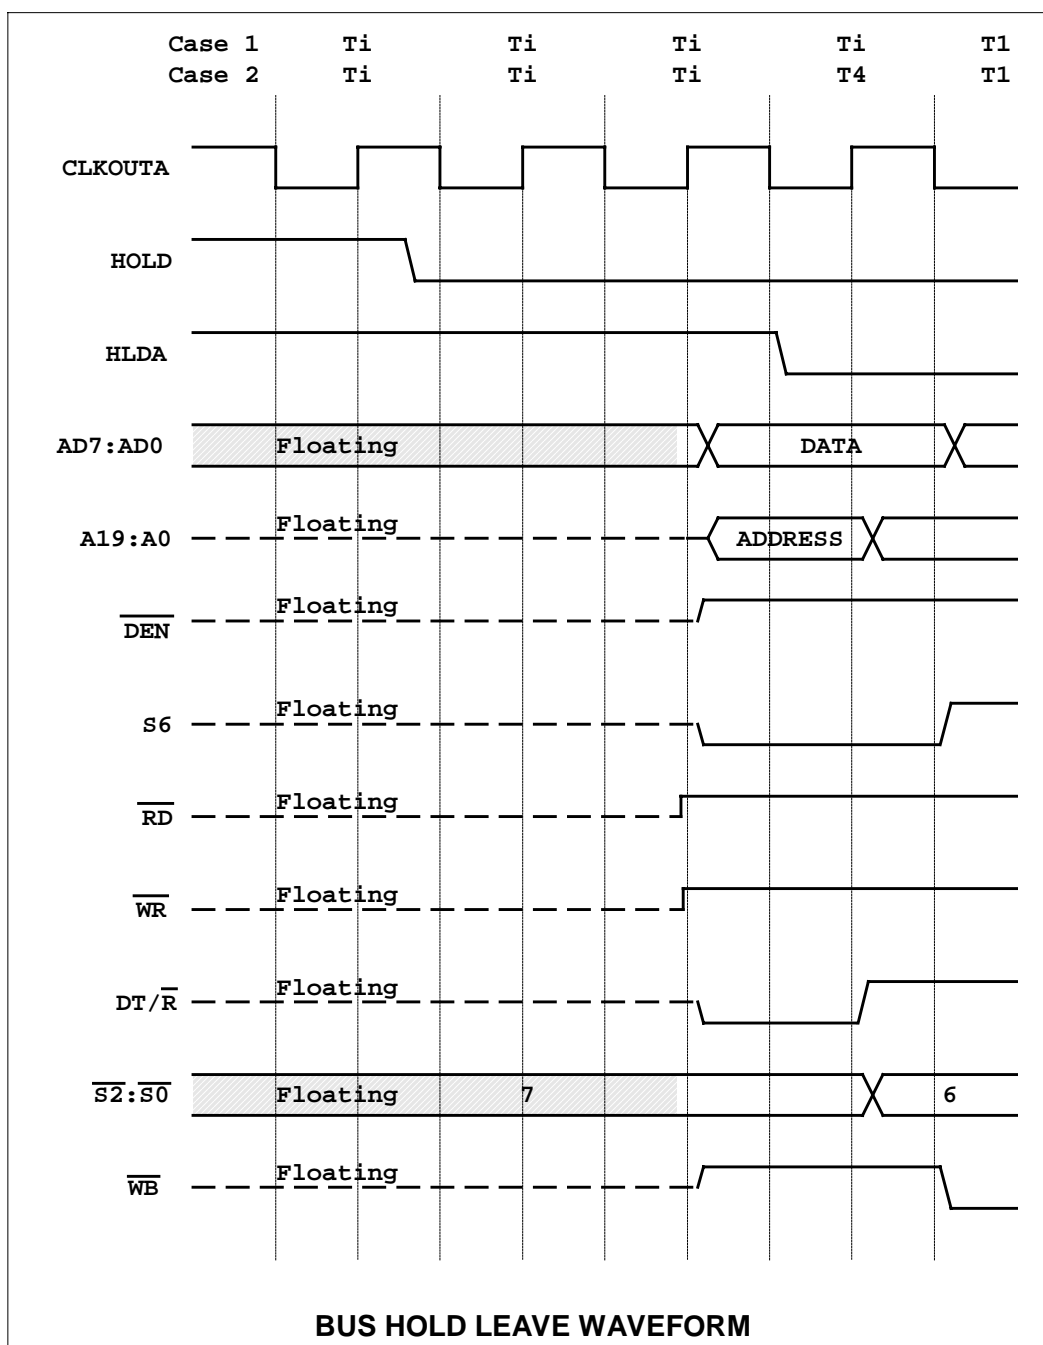 Case 1 Ti Ti Ti Ti T1
Case 2 Ti Ti Ti T4 T1
CLKOUTA
HOLD
HLDA
AD7:AD0 Floating DATA
A19:A0 Floating ADDRESS
DEN Floating
S6 Floating
RD Floating
WR Floating
DT/R Floating
S2:S0 Floating 7 6
WB Floating
BUS HOLD LEAVE WAVEFORM